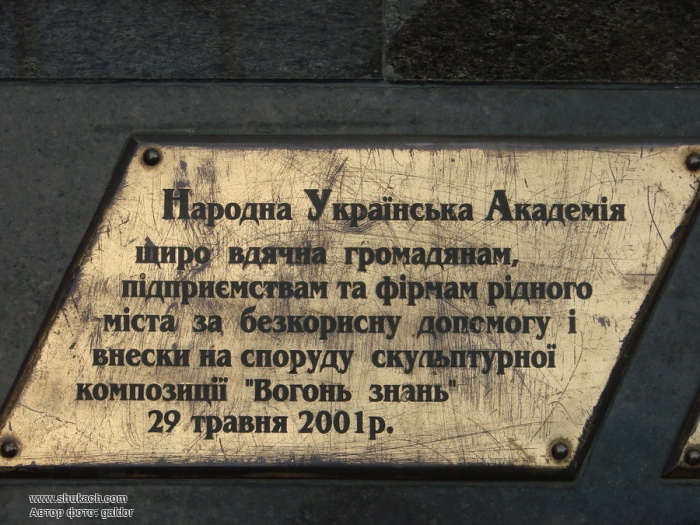 Народна Українська Академія
щиро вдячна громадянам,
підприємствам та фірмам рідного
міста за безкорисну допомогу і
внески на споруду скульптурної
композиції "Вогонь знань"
29 травня 2001р.
www.shukach.com
Автор фото: gaklor